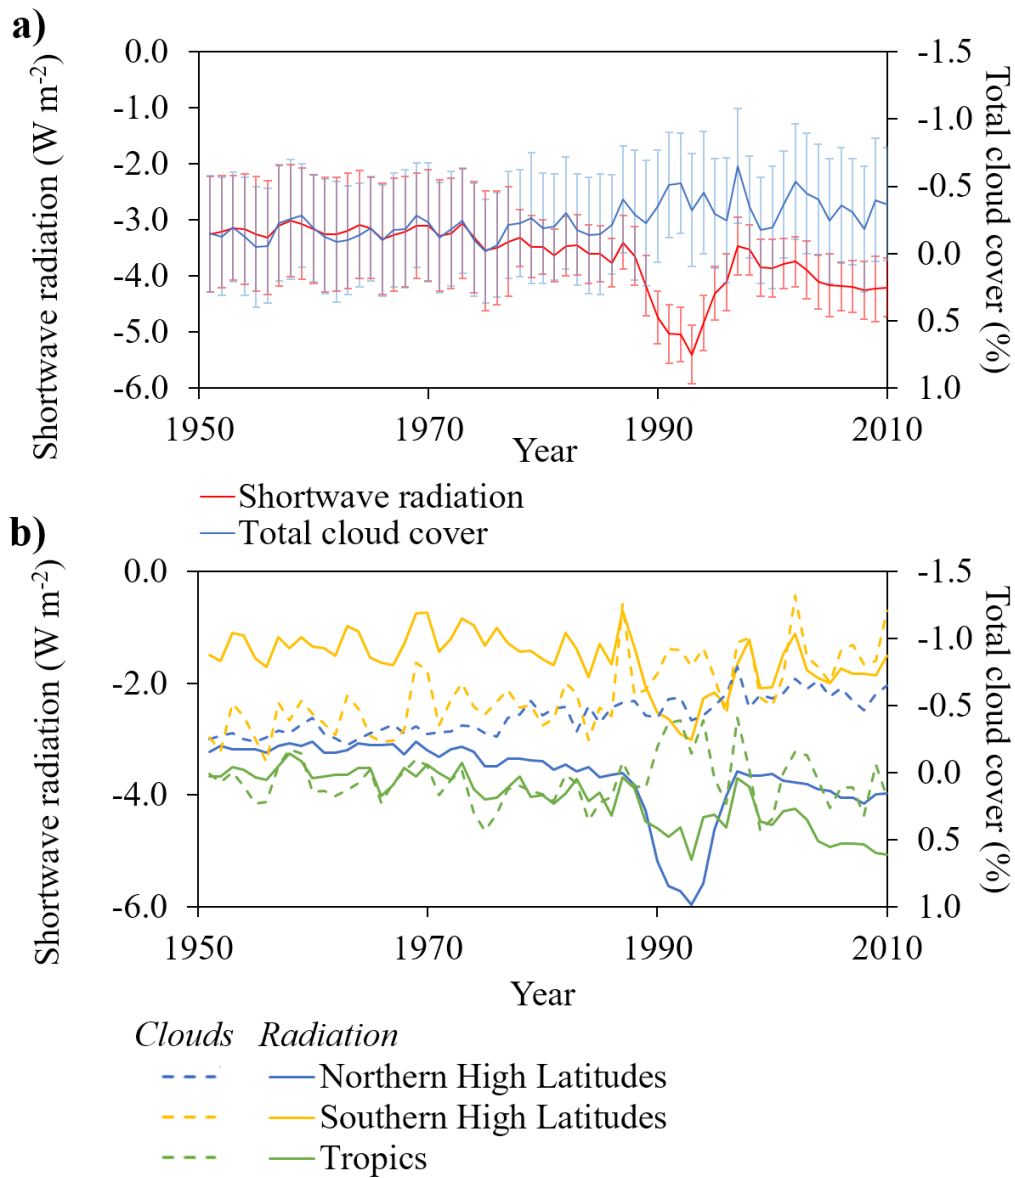 a)
Shortwave radiation (W m-2)
0.0
-1.0
-2.0
-3.0
-4.0
-5.0
-6.0
-1.5
-1.0
-0.5
0.0
0.5
1.0
Total cloud cover (%)
1950
1970
1990
2010
Year
Shortwave radiation
Total cloud cover
b)
Shortwave radiation (W m-2)
0.0
-2.0
-4.0
-6.0
-1.5
-1.0
-0.5
0.0
0.5
1.0
Total cloud cover (%)
1950
1970
1990
2010
Year
Clouds Radiation
Northern High Latitudes
Southern High Latitudes
Tropics